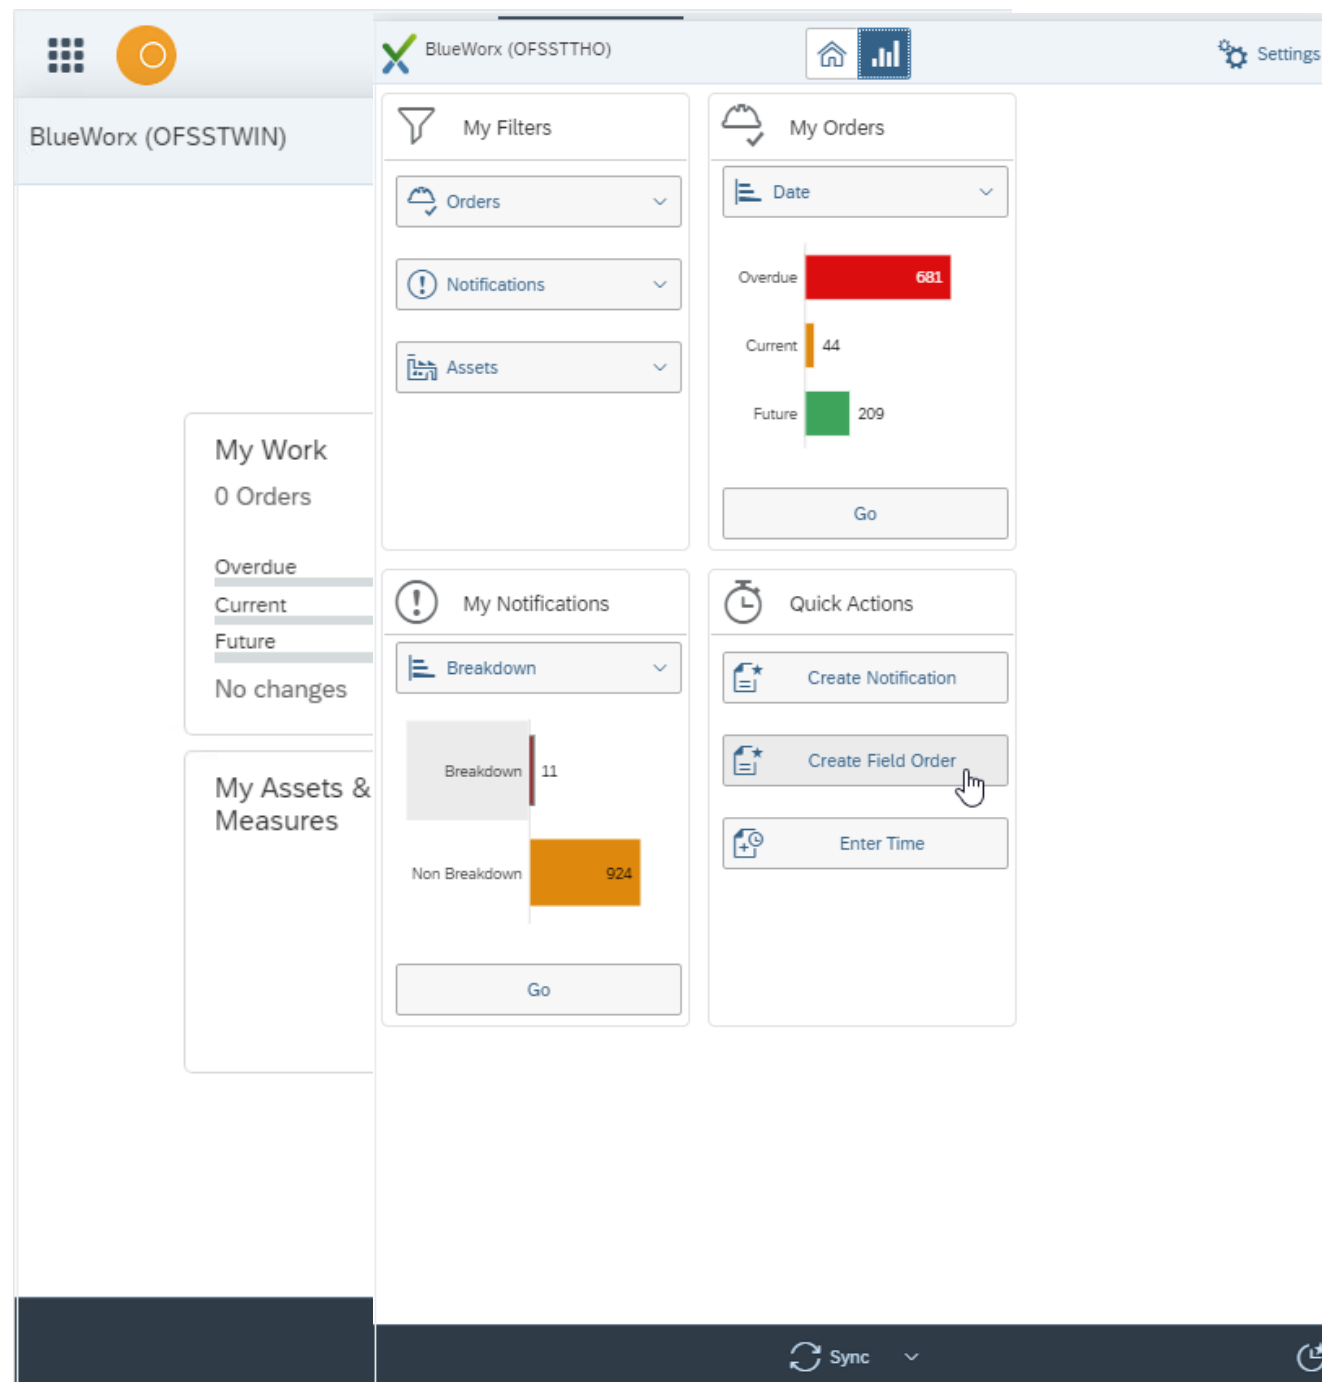 BlueWorx (OFSSTWIN)
My Work
0 Orders
Overdue
Current
Future
No changes
My Assets &
Measures
BlueWorx (OFSSTTHO)
Settings
My Filters
Orders
Notifications
Assets
My Orders
Date
Overdue 681
Current 44
Future 209
Go
My Notifications
Breakdown
Breakdown 11
Non Breakdown 924
Go
Quick Actions
Create Notification
Create Field Order
Enter Time
Sync